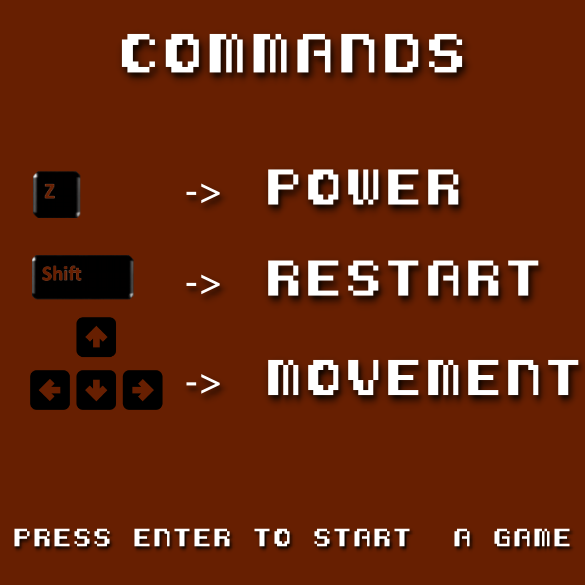 COMMANDS
Z -> POWER
Shift -> RESTART
-> MOVEMENT
PRESS ENTER TO START A GAME